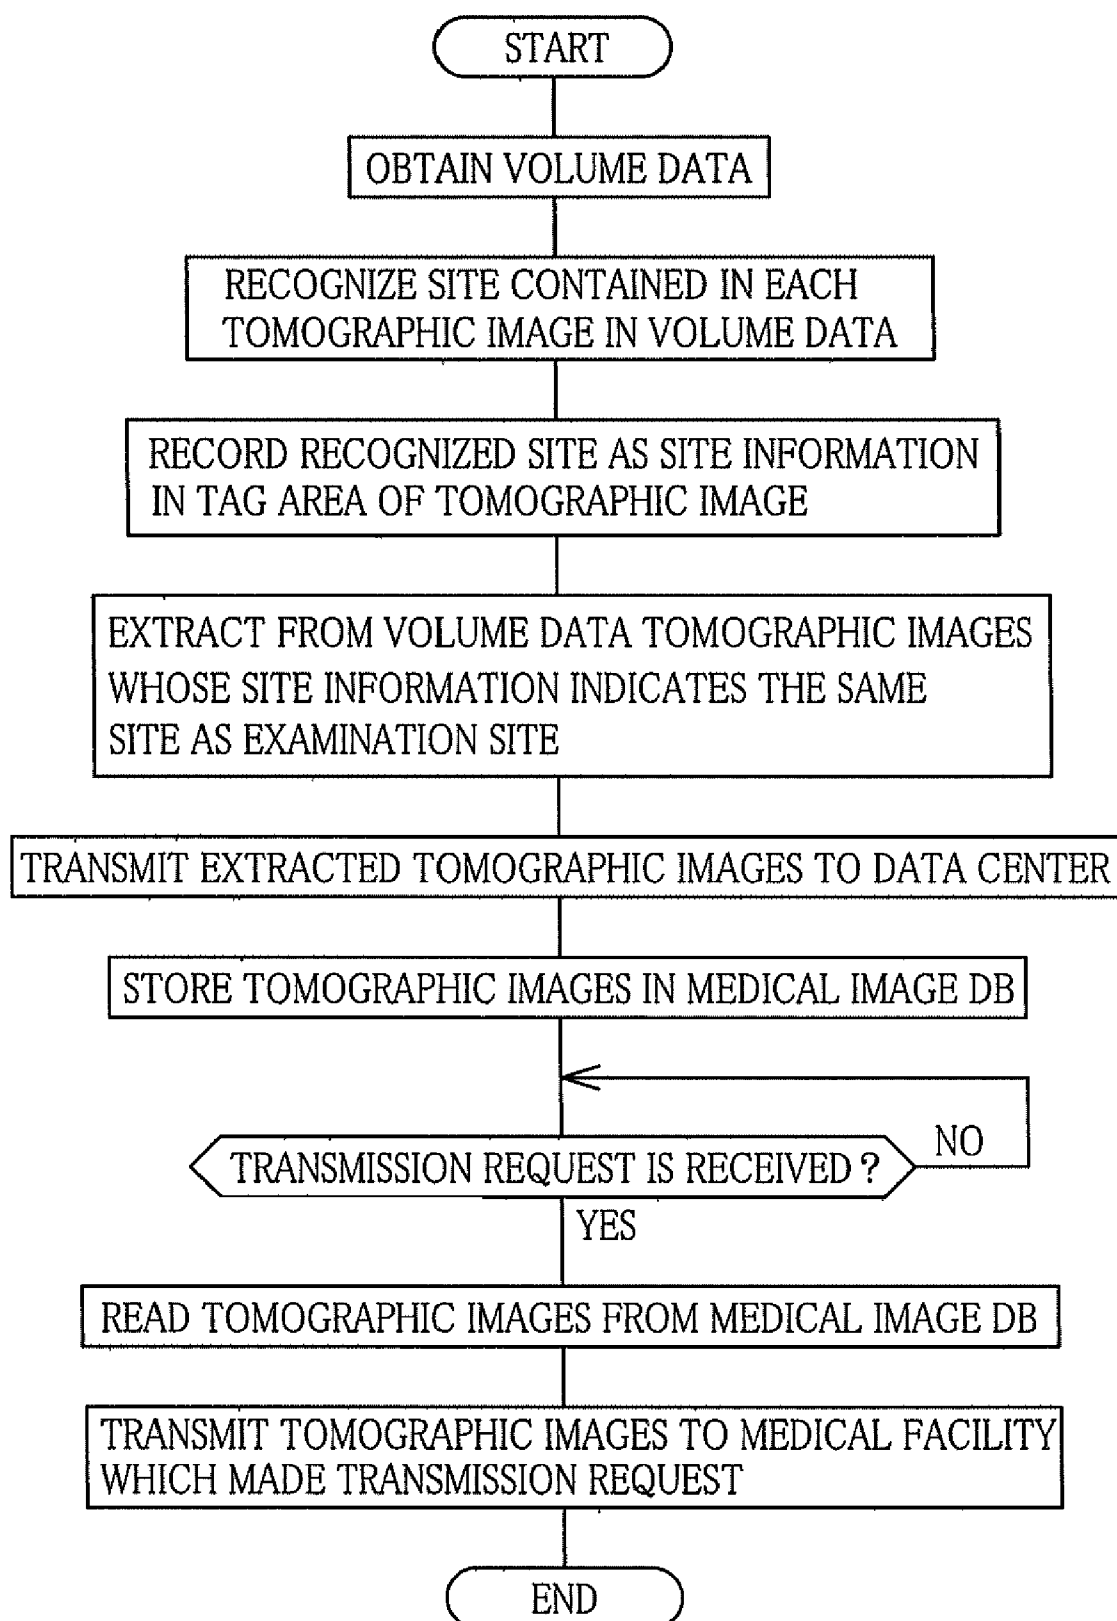 START
OBTAIN VOLUME DATA
RECOGNIZE SITE CONTAINED IN EACH
TOMOGRAPHIC IMAGE IN VOLUME DATA
RECORD RECOGNIZED SITE AS SITE INFORMATION
IN TAG AREA OF TOMOGRAPHIC IMAGE
EXTRACT FROM VOLUME DATA TOMOGRAPHIC IMAGES
WHOSE SITE INFORMATION INDICATES THE SAME
SITE AS EXAMINATION SITE
TRANSMIT EXTRACTED TOMOGRAPHIC IMAGES TO DATA CENTER
STORE TOMOGRAPHIC IMAGES IN MEDICAL IMAGE DB
TRANSMISSION REQUEST IS RECEIVED ?
NO
YES
READ TOMOGRAPHIC IMAGES FROM MEDICAL IMAGE DB
TRANSMIT TOMOGRAPHIC IMAGES TO MEDICAL FACILITY
WHICH MADE TRANSMISSION REQUEST
END